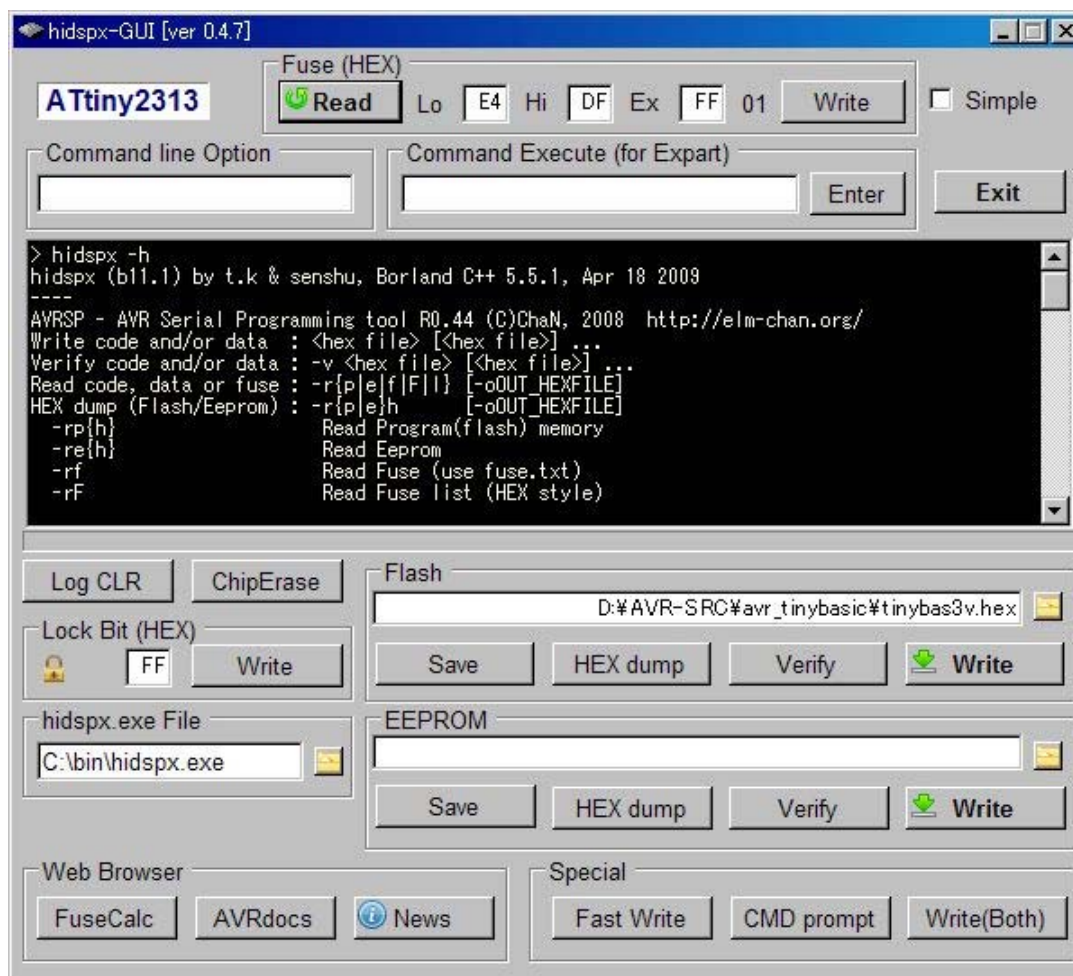 hidspx-GUI [ver 0.4.7]
Fuse (HEX)
ATtiny2313 Read Lo E4 Hi DF Ex FF 01 Write Simple
Command line Option Command Execute (for Expart)
Enter Exit
> hidspx -h
hidspx (b11.1) by t.k & senshu, Borland C++ 5.5.1, Apr 18 2009
----
AVRSP - AVR Serial Programming tool R0.44 (C)ChaN, 2008 http://elm-chan.org/
Write code and/or data : <hex file> [<hex file>] ...
Verify code and/or data : -v <hex file> [<hex file>] ...
Read code, data or fuse : -r{p|e|f|F|l} [-oOUT_HEXFILE]
HEX dump (Flash/Eeprom) : -r{p|e}h [-oOUT_HEXFILE]
-rp{h} Read Program(flash) memory
-re{h} Read Eeprom
-rf Read Fuse (use fuse.txt)
-rF Read Fuse list (HEX style)
Log CLR ChipErase Flash
D:¥AVR-SRC¥avr_tinybasic¥tinybas3v.hex
Lock Bit (HEX)
FF Write Save HEX dump Verify Write
hidspx.exe File EEPROM
C:\bin\hidspx.exe
Save HEX dump Verify Write
Web Browser Special
FuseCalc AVRdocs News Fast Write CMD prompt Write(Both)